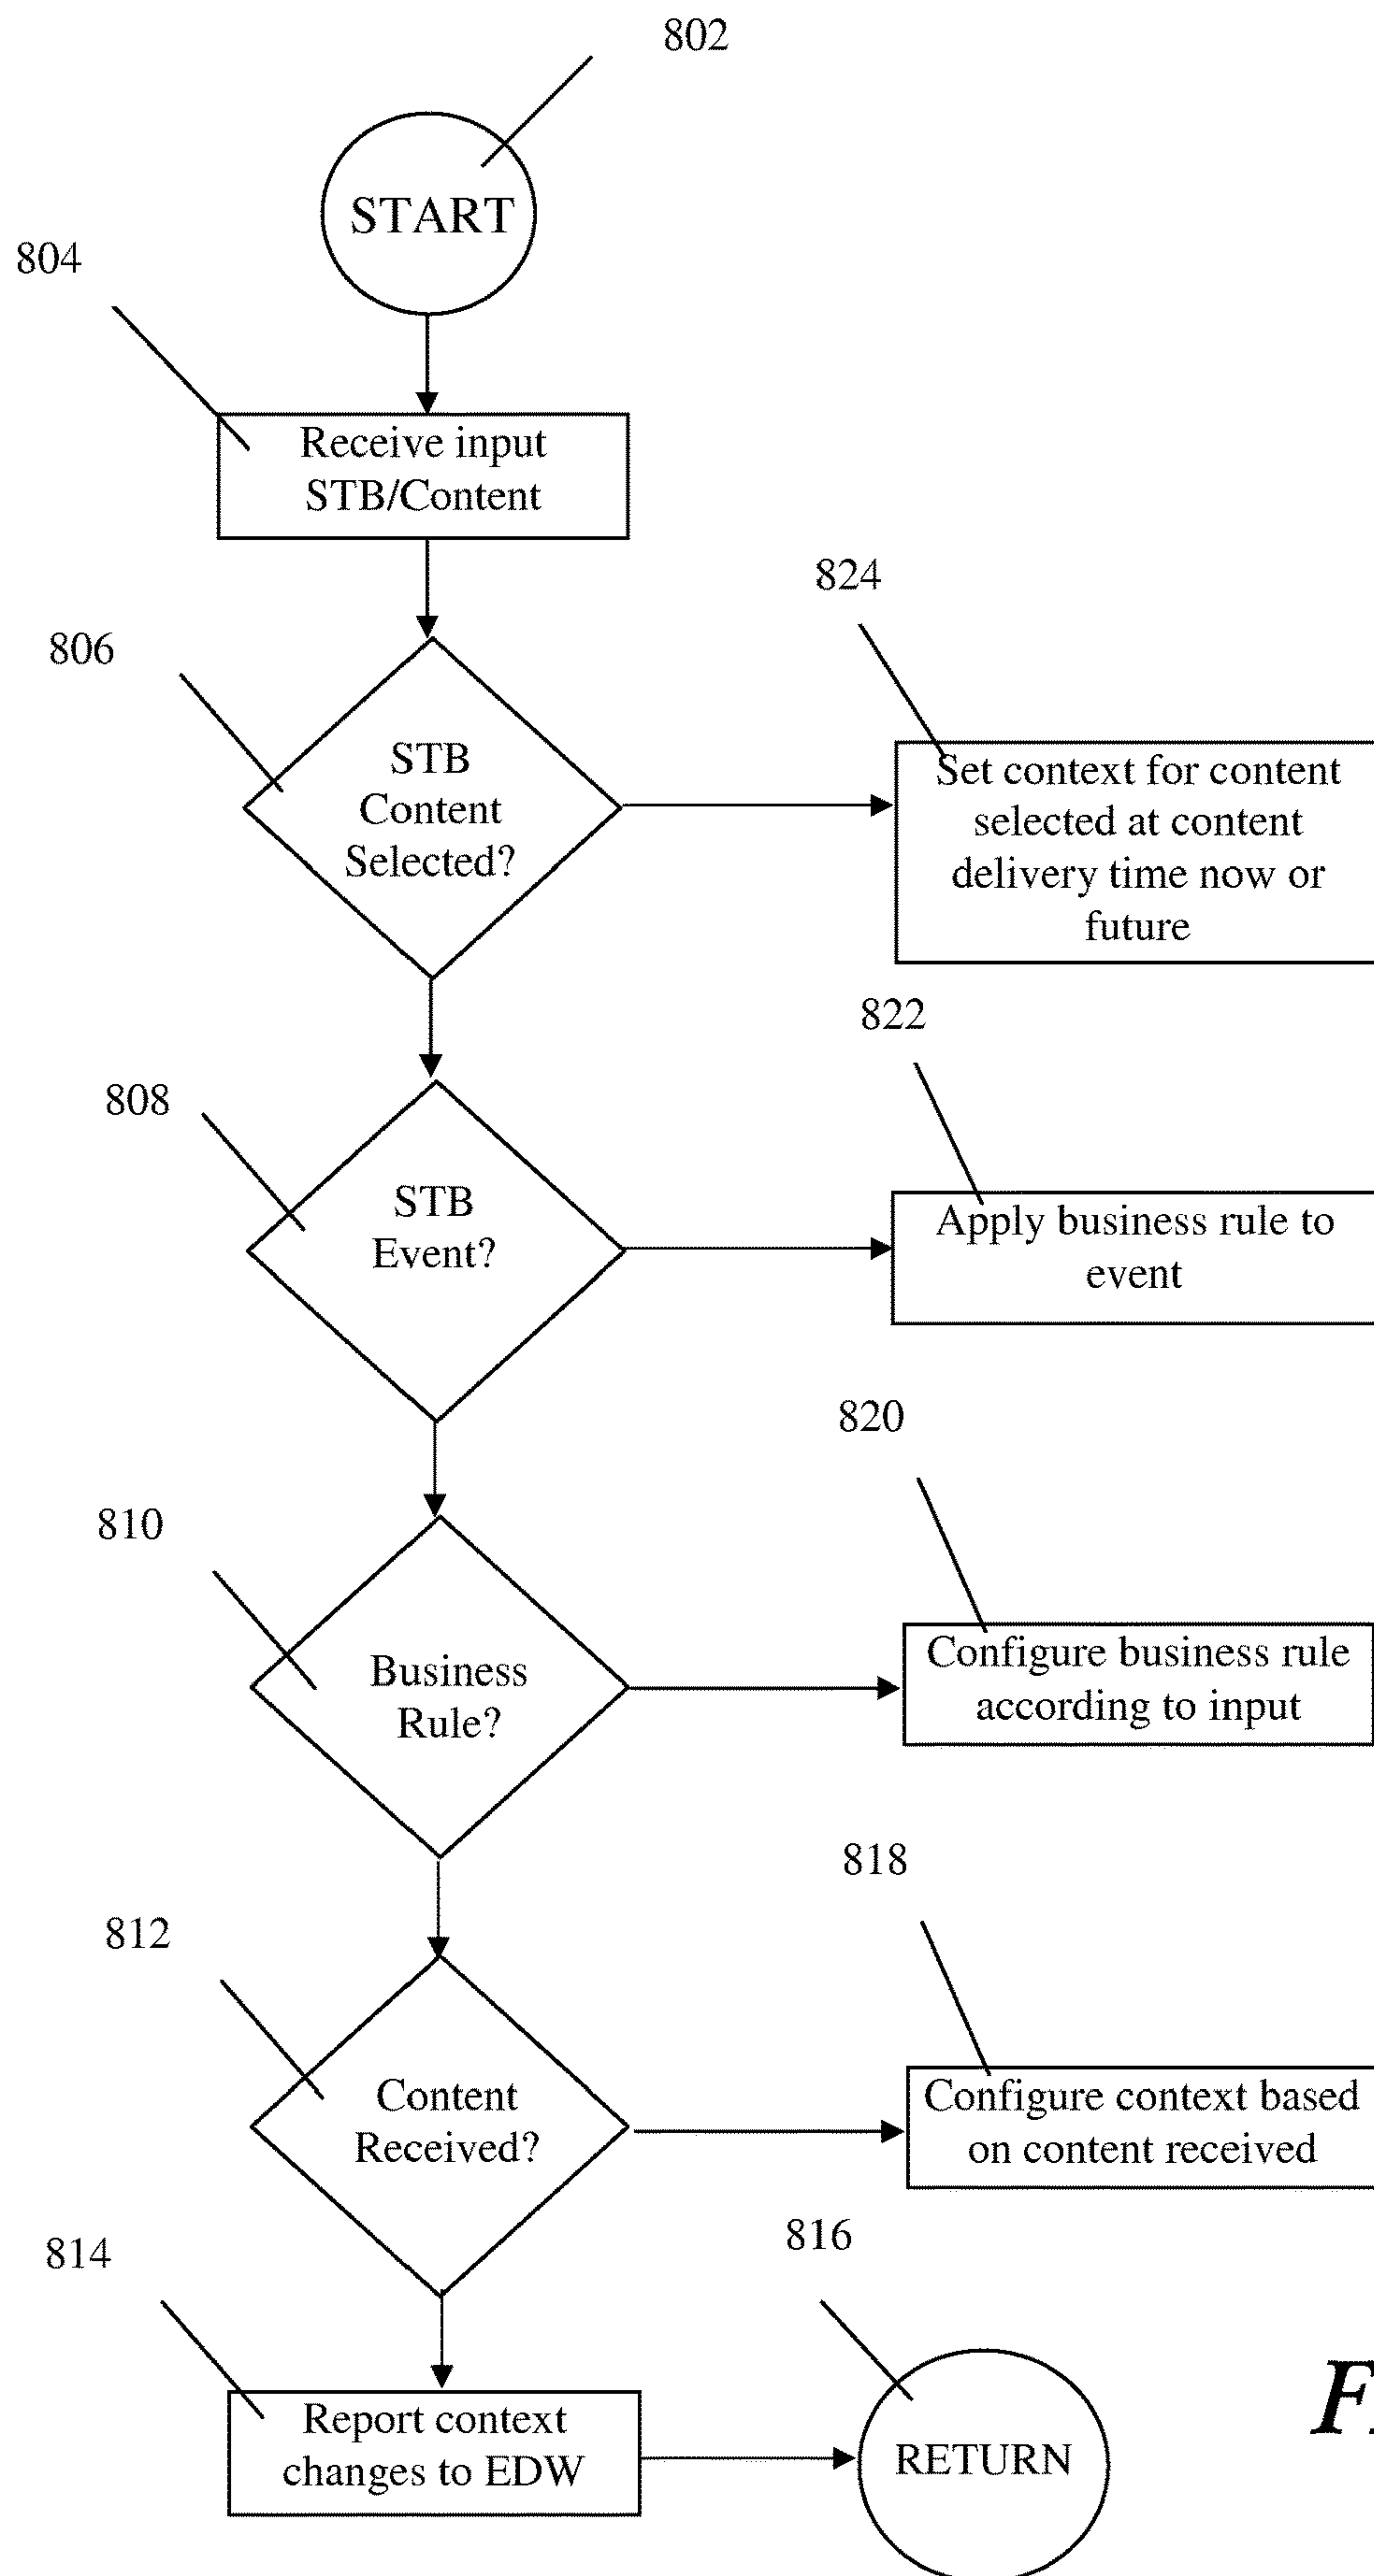 802
START
804
Receive input
STB/Content
824
806
STB
Content
Selected?
Set context for content
selected at content
delivery time now or
future
822
808
STB
Event?
Apply business rule to
event
820
810
Business
Rule?
Configure business rule
according to input
818
812
Content
Received?
Configure context based
on content received
814
816
Report context
changes to EDW
RETURN
F